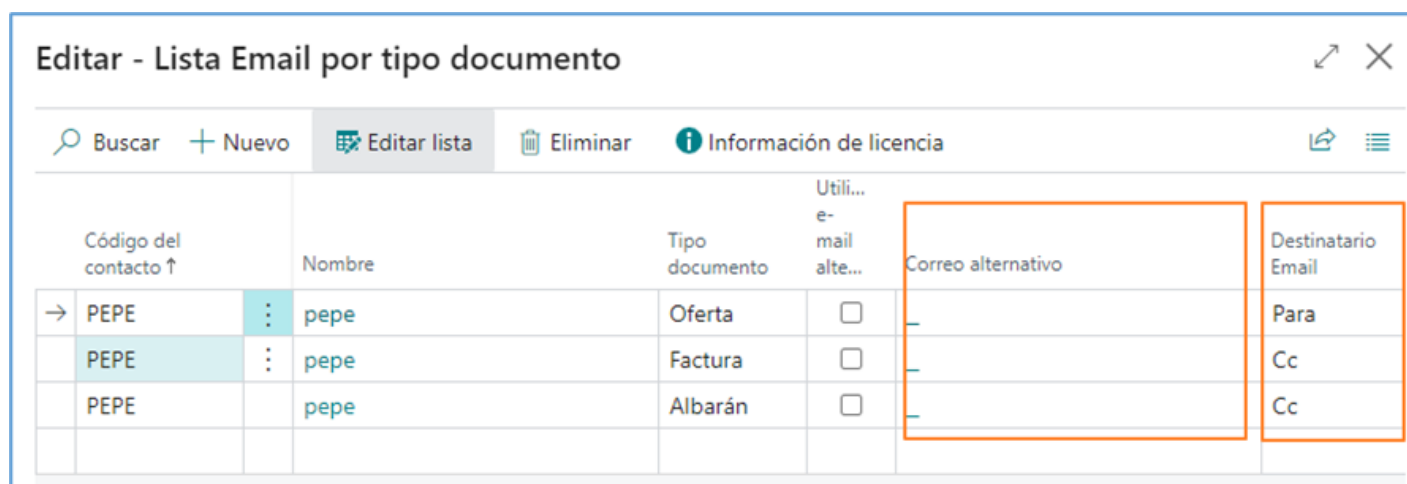 Editar - Lista Email por tipo documento
Buscar + Nuevo Editar lista Eliminar Información de licencia
Código del contacto ↑ Nombre Tipo documento Utili... e-mail alte... Correo alternativo Destinatario Email
→ PEPE pepe Oferta _ Para
PEPE pepe Factura _ Cc
PEPE pepe Albarán _ Cc